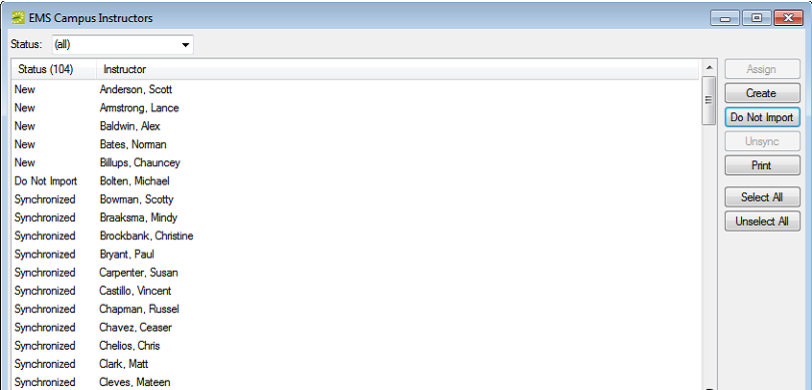 EMS Campus Instructors
Status: (all)
Status (104) Instructor
New Anderson, Scott
New Armstrong, Lance
New Baldwin, Alex
New Bates, Norman
New Billups, Chauncey
Do Not Import Bolten, Michael
Synchronized Bowman, Scotty
Synchronized Braaksma, Mindy
Synchronized Brockbank, Christine
Synchronized Bryant, Paul
Synchronized Carpenter, Susan
Synchronized Castillo, Vincent
Synchronized Chapman, Russel
Synchronized Chavez, Ceaser
Synchronized Chelios, Chris
Synchronized Clark, Matt
Synchronized Cleves, Mateen
Assign
Create
Do Not Import
Unsync
Print
Select All
Unselect All